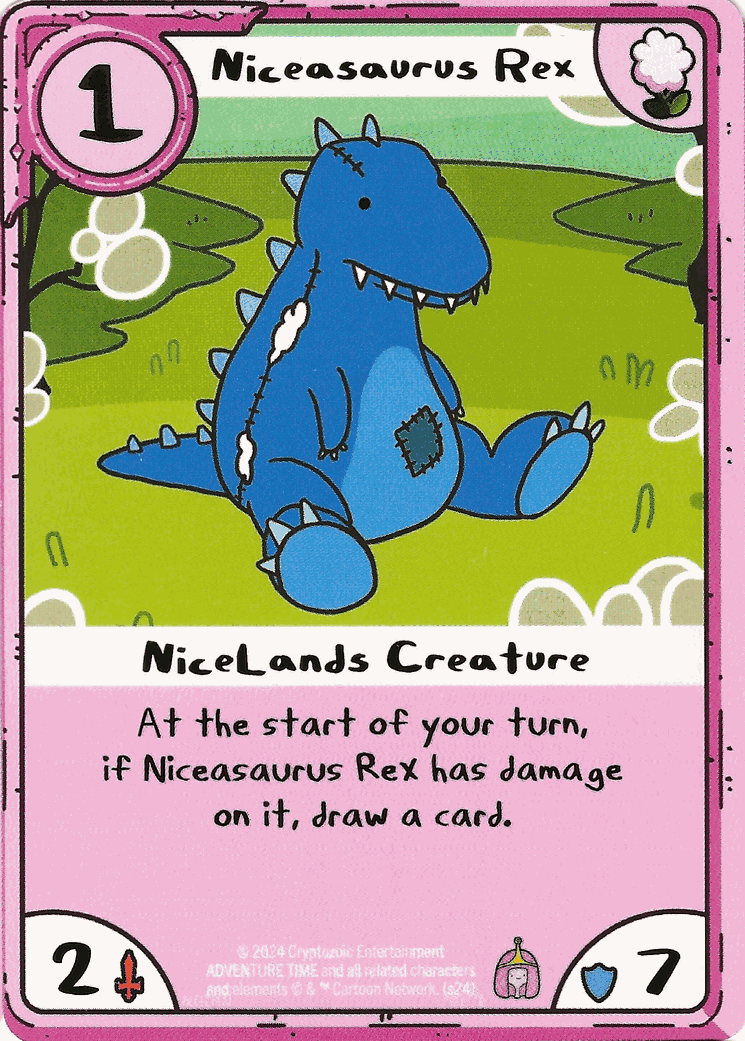 1
Niceasaurus Rex
NiceLands Creature
At the start of your turn,
if Niceasaurus Rex has damage
on it, draw a card.
2
© 2024 Cryptozoic Entertainment
ADVENTURE TIME and all related characters
and elements © & ™ Cartoon Network. (s24)
7